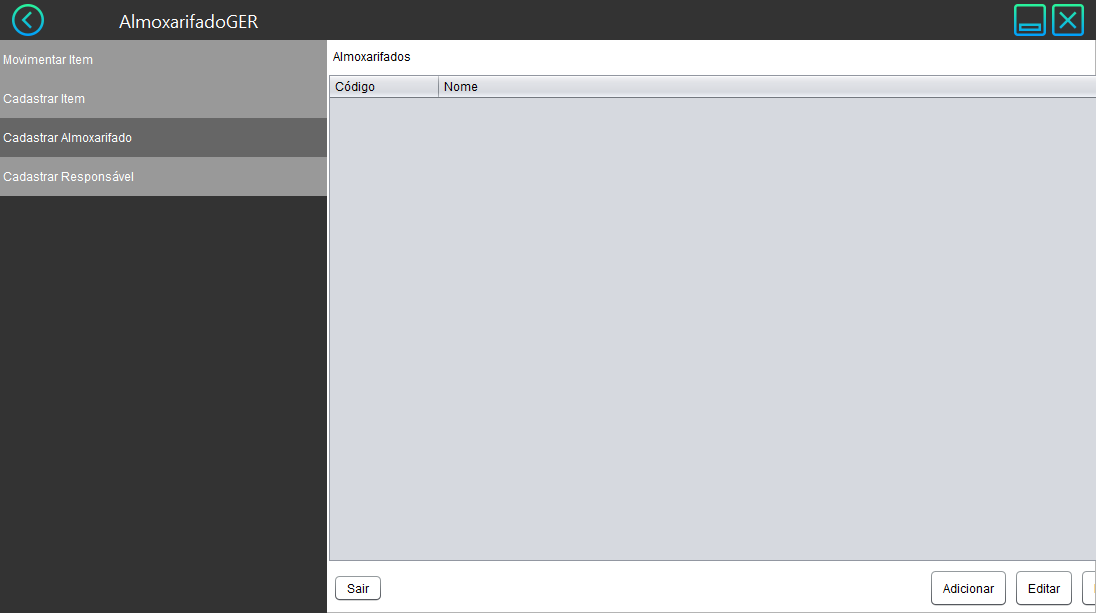 AlmoxarifadoGER
Movimentar Item
Cadastrar Item
Cadastrar Almoxarifado
Cadastrar Responsável
Almoxarifados
Código Nome
Sair Adicionar Editar